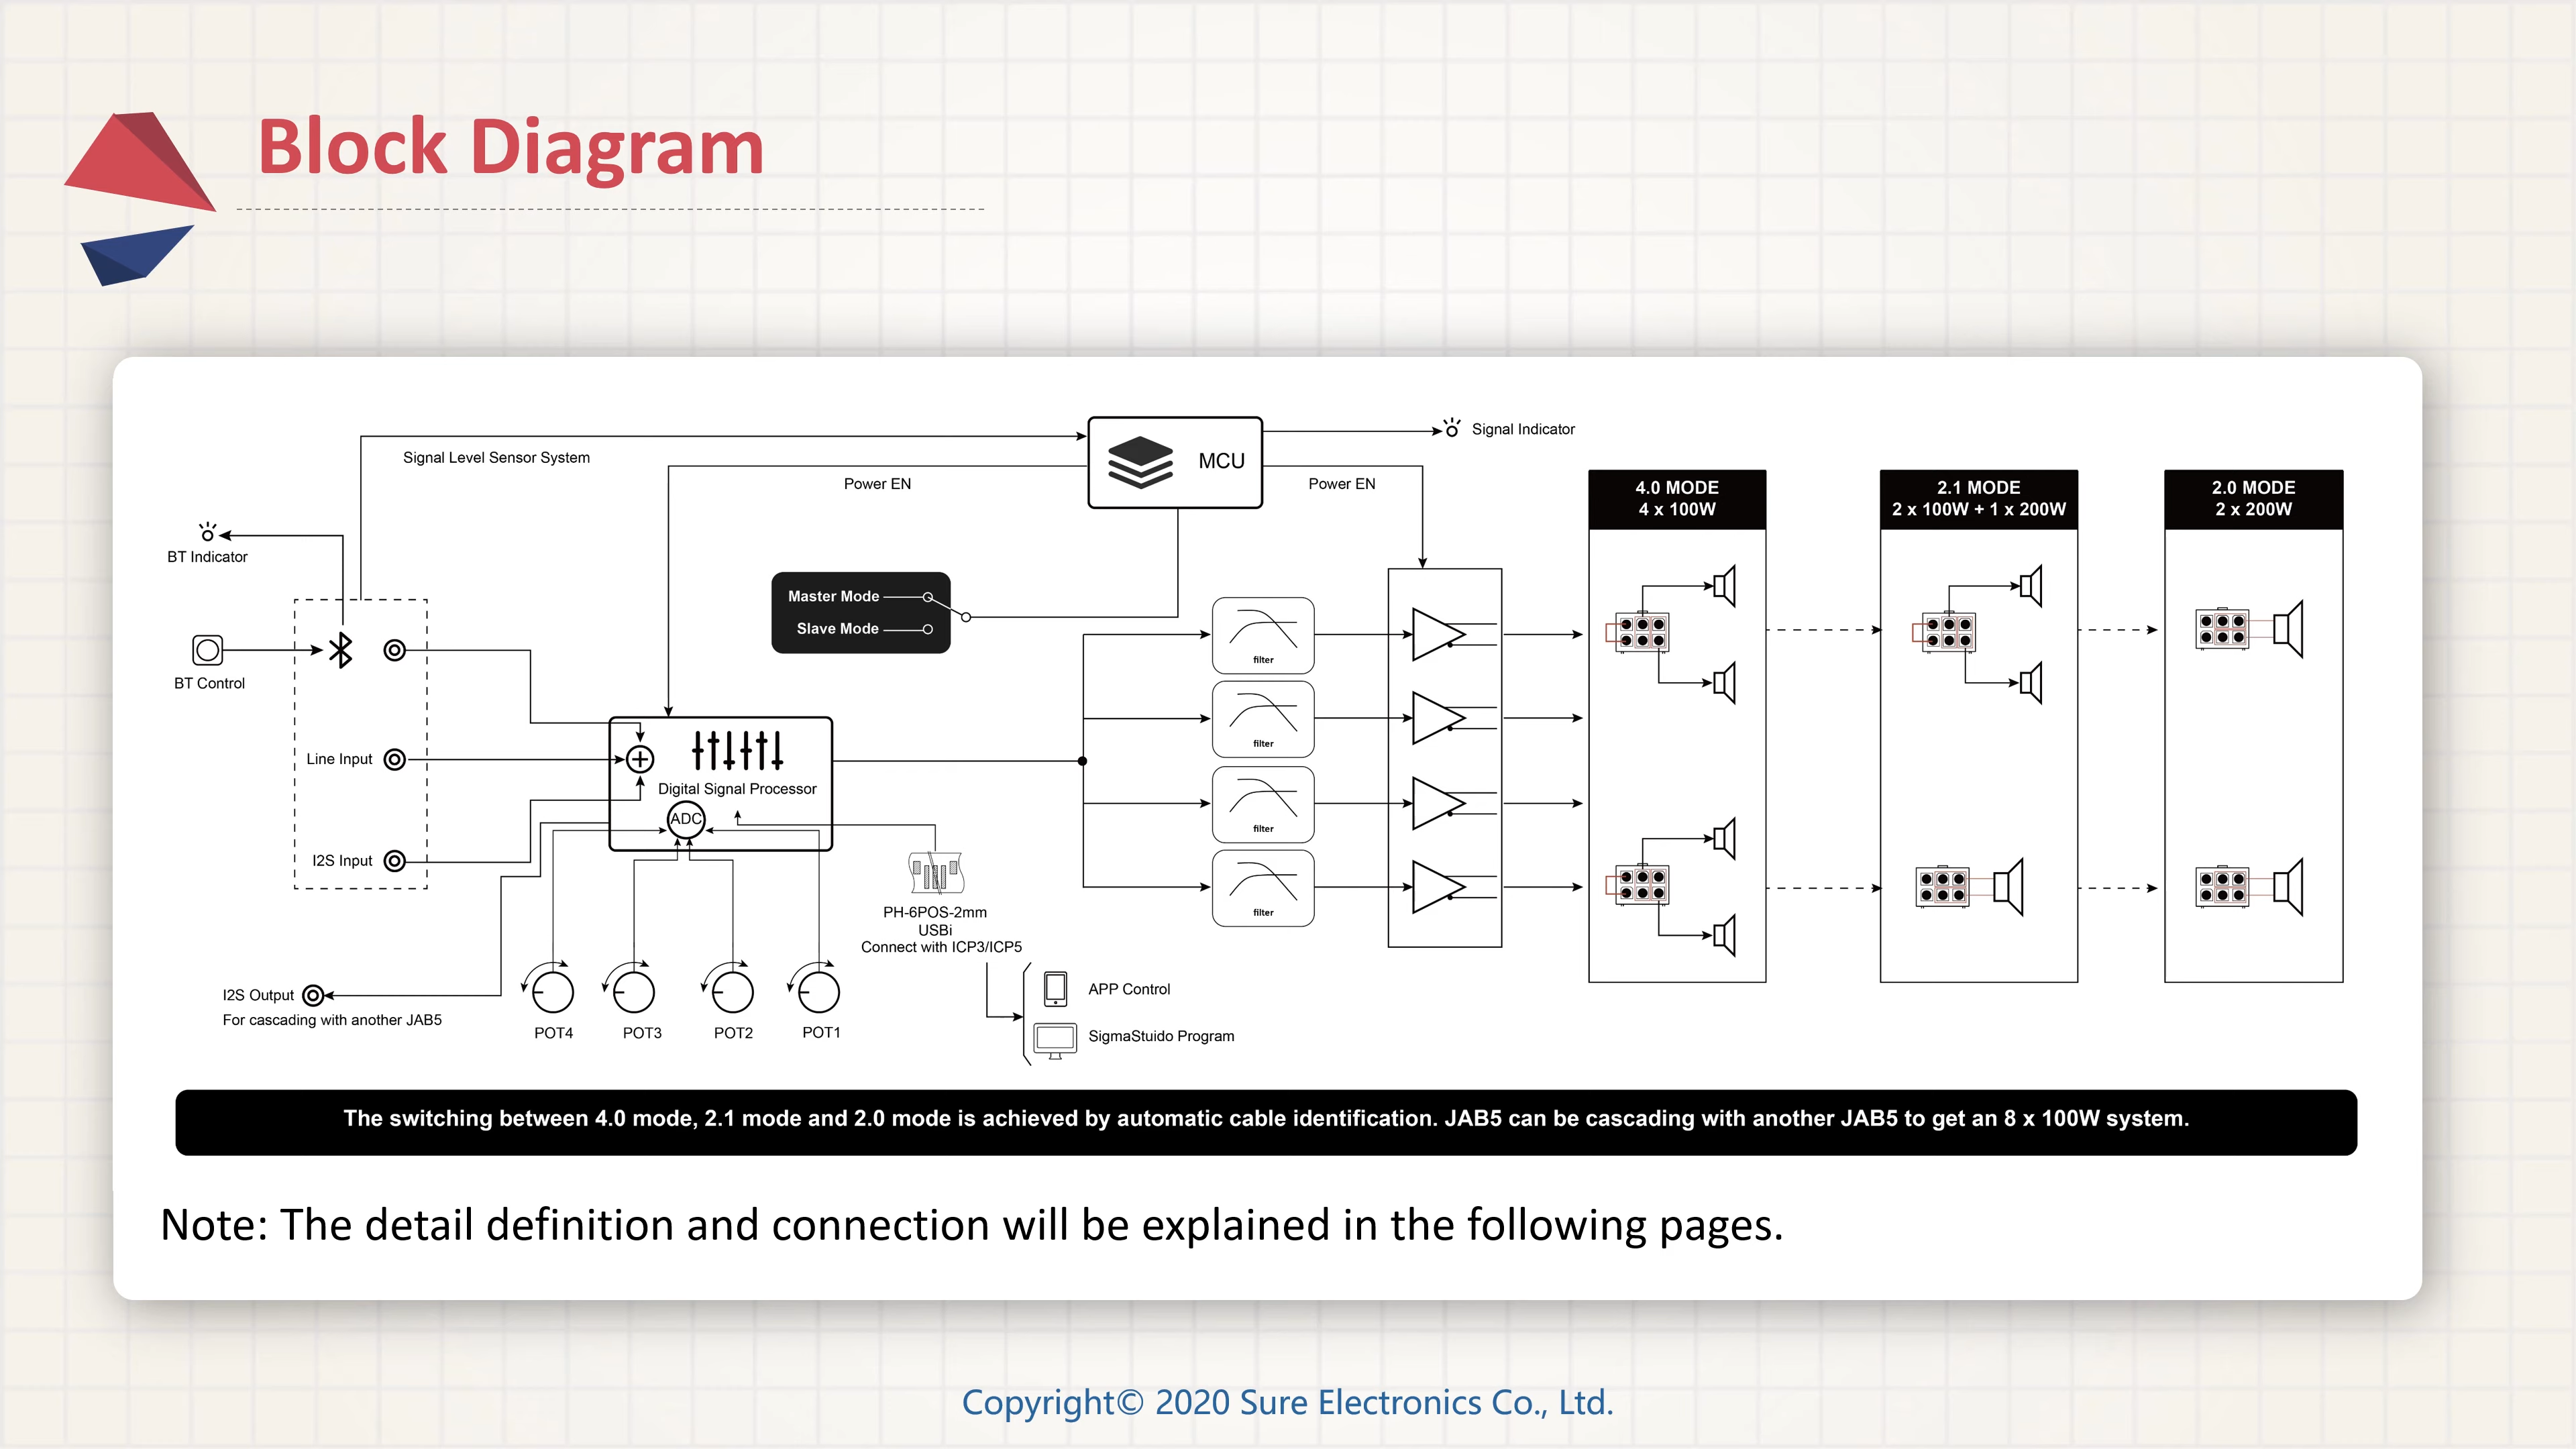 Block Diagram
Signal Level Sensor System
MCU
Signal Indicator
Power EN
Power EN
BT Indicator
BT Control
Master Mode
Slave Mode
Line Input
I2S Input
Digital Signal Processor
ADC
filter
filter
filter
filter
4.0 MODE
4 x 100W
2.1 MODE
2 x 100W + 1 x 200W
2.0 MODE
2 x 200W
PH-6POS-2mm
USBi
Connect with ICP3/ICP5
I2S Output
For cascading with another JAB5
POT4
POT3
POT2
POT1
APP Control
SigmaStuido Program
The switching between 4.0 mode, 2.1 mode and 2.0 mode is achieved by automatic cable identification. JAB5 can be cascading with another JAB5 to get an 8 x 100W system.
Note: The detail definition and connection will be explained in the following pages.
Copyright© 2020 Sure Electronics Co., Ltd.